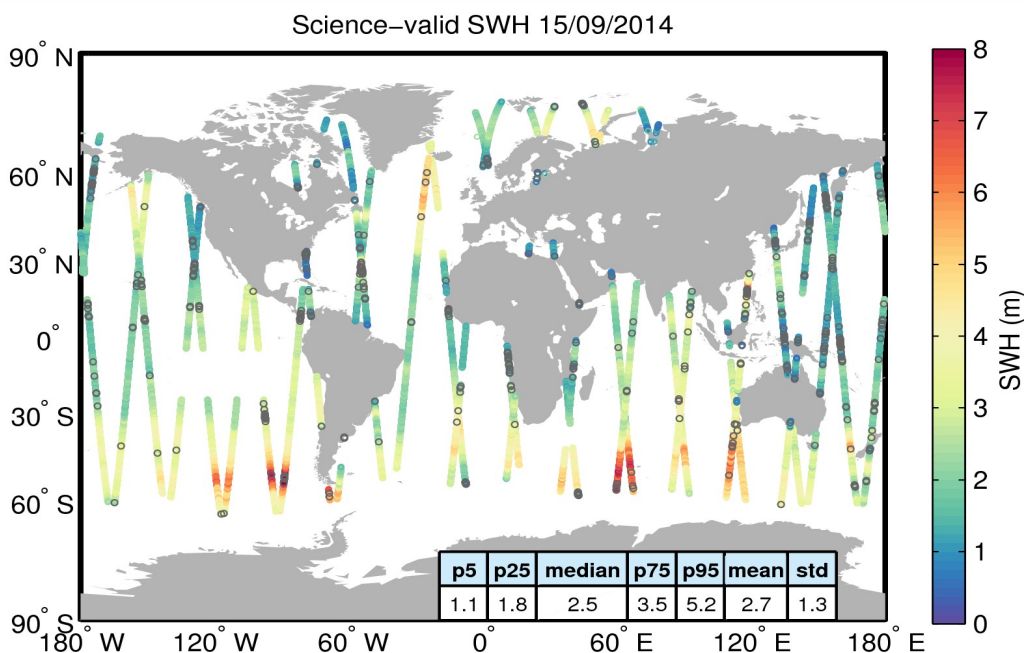 Science−valid SWH 15/09/2014
90° N
60° N
30° N
0°
30° S
60° S
90° S
180° W
120° W
60° W
0°
60° E
120° E
180° E
p5 p25 median p75 p95 mean std
1.1 1.8 2.5 3.5 5.2 2.7 1.3
8
7
6
5
4
3
2
1
0
SWH (m)